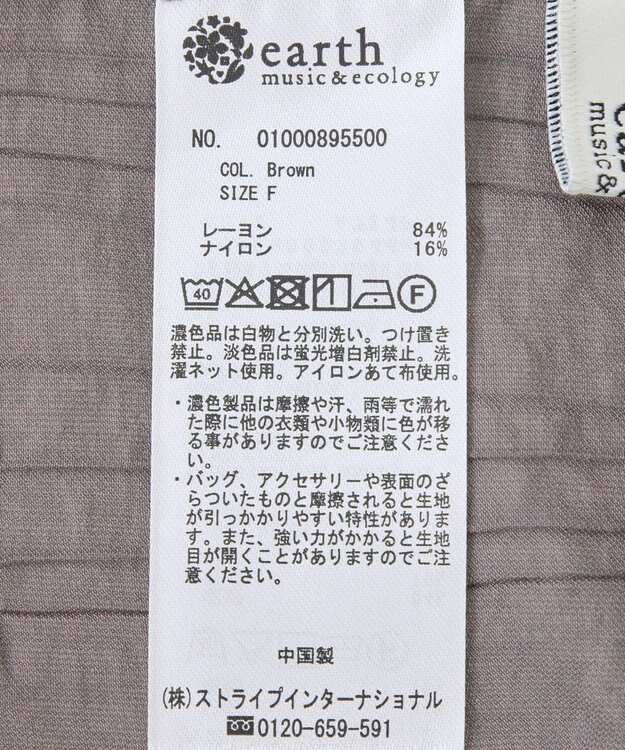 earth
music&ecology
NO. 01000895500
COL. Brown
SIZE F
レーヨン 84%
ナイロン 16%
40
F
濃色品は白物と分別洗い。つけ置き
禁止。淡色品は蛍光増白剤禁止。洗
濯ネット使用。アイロンあて布使用。
・濃色製品は摩擦や汗、雨等で濡れ
た際に他の衣類や小物類に色が移
る事がありますのでご注意くださ
い。
・バッグ、アクセサリーや表面のざ
らついたものと摩擦されると生地
が引っかかりやすい特性がありま
す。また、強い力がかかると生地
目が開くことがありますのでご注
意ください。
中国製
(株)ストライプインターナショナル
0120-659-591
music &